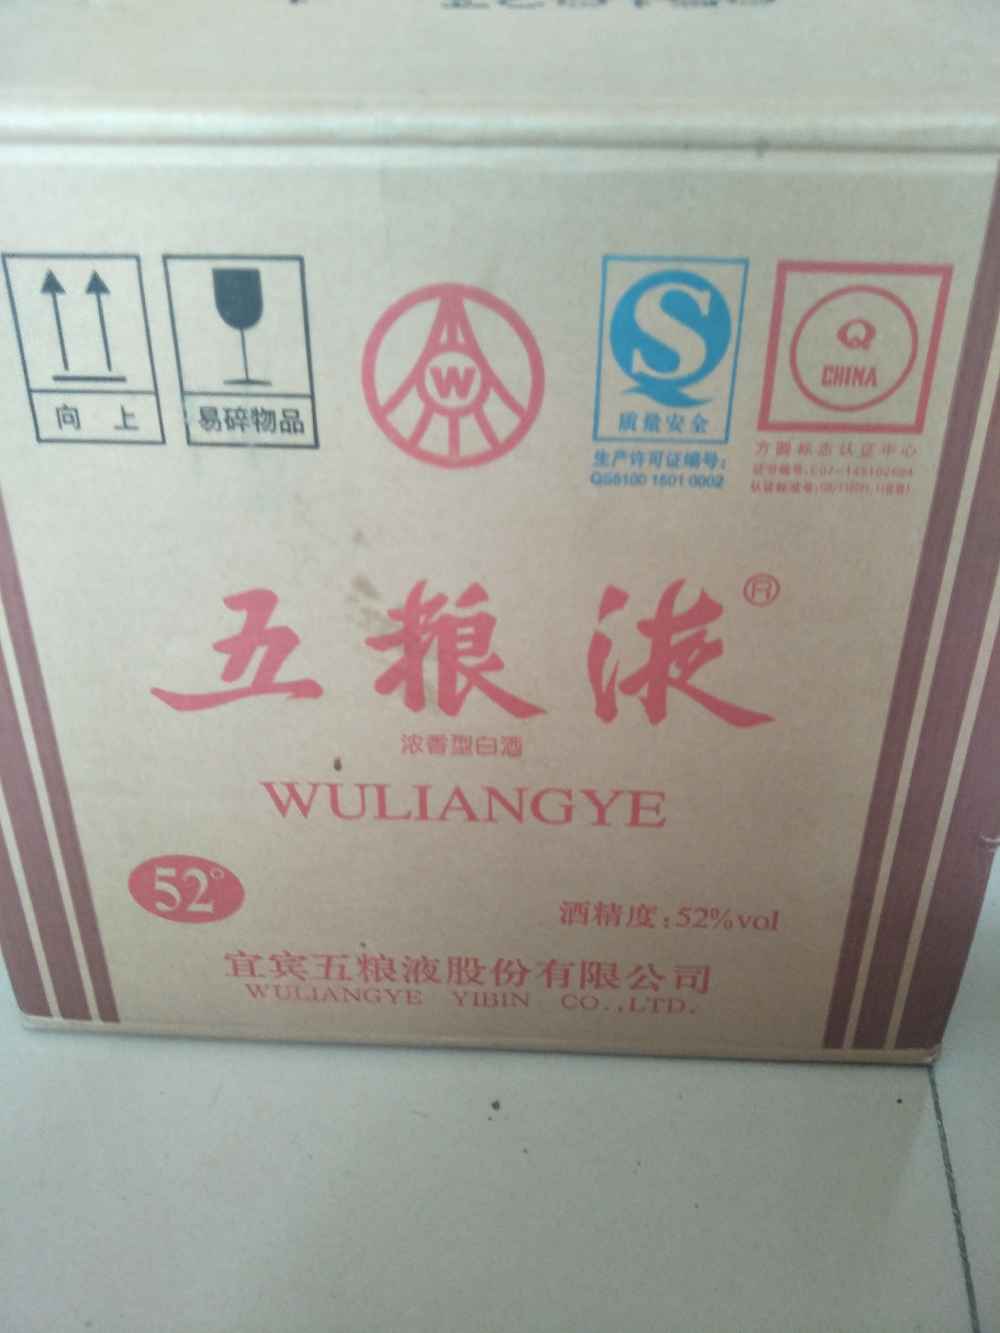 向 上
易碎物品
W
S
质量安全
生产许可证编号:
QS5100 1501 0002
Q
CHINA
方圆标志认证中心
五粮液®
浓香型白酒
WULIANGYE
52°
酒精度:52%vol
宜宾五粮液股份有限公司
WULIANGYE YIBIN CO.,LTD.